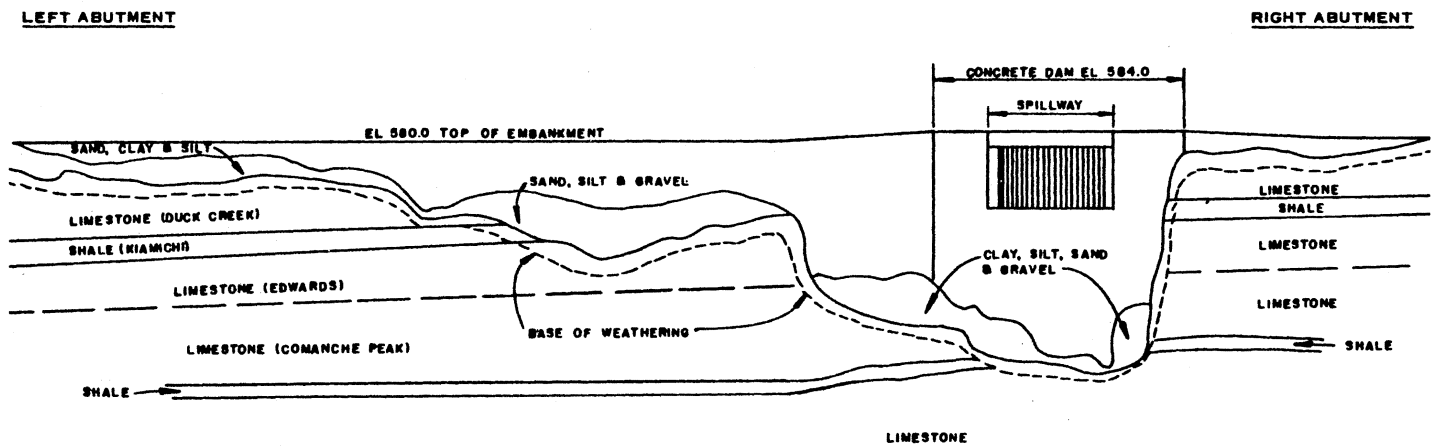 LEFT ABUTMENT
RIGHT ABUTMENT
CONCRETE DAM EL 584.0
SPILLWAY
EL 580.0 TOP OF EMBANKMENT
SAND, CLAY & SILT
SAND, SILT & GRAVEL
LIMESTONE
LIMESTONE (DUCK CREEK)
SHALE
SHALE (KIAMICHI)
LIMESTONE
CLAY, SILT, SAND
& GRAVEL
LIMESTONE (EDWARDS)
LIMESTONE
BASE OF WEATHERING
LIMESTONE (COMANCHE PEAK)
SHALE
SHALE
LIMESTONE